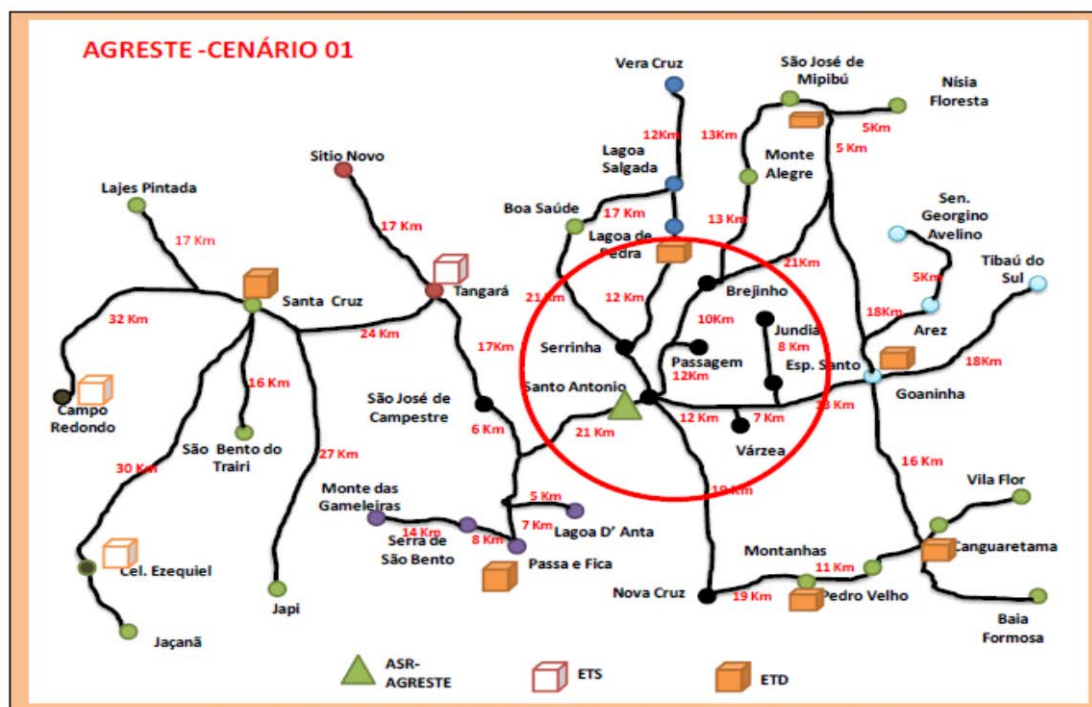 AGRESTE -CENÁRIO 01
Vera Cruz
São José de
Mipibú
Nísia
Floresta
12Km
13Km
5Km
5 Km
Sitio Novo
Lagoa
Salgada
Monte
Alegre
Lajes Pintada
Boa Saúde
17 Km
Sen.
Georgino
Avelino
17 Km
17 Km
Lagoa de
Pedra
13 Km
Tibaú do
Sul
21Km
5Km
Santa Cruz
Tangará
21 Km
12 Km
Brejinho
18Km
Arez
32 Km
24 Km
10Km
Jundia
17Km
Serrinha
Passagem
8 Km
Esp. Santo
18Km
Santo Antonio
12Km
Goaninha
Campo
Redondo
16 Km
São José de
Campestre
12 Km
7 Km
18 Km
São Bento do
Trairi
6 Km
21 Km
Várzea
16 Km
30 Km
27 Km
Monte das
Gameleiras
5 Km
19 Km
Vila Flor
14Km
7 Km
Lagoa D' Anta
Serra de
São Bento
8 Km
Montanhas
Canguaretama
Cel. Ezequiel
Passa e Fica
11 Km
Japi
Nova Cruz
19 Km
Pedro Velho
Jaçanã
Baia
Formosa
ASR-
AGRESTE
ETS
ETD